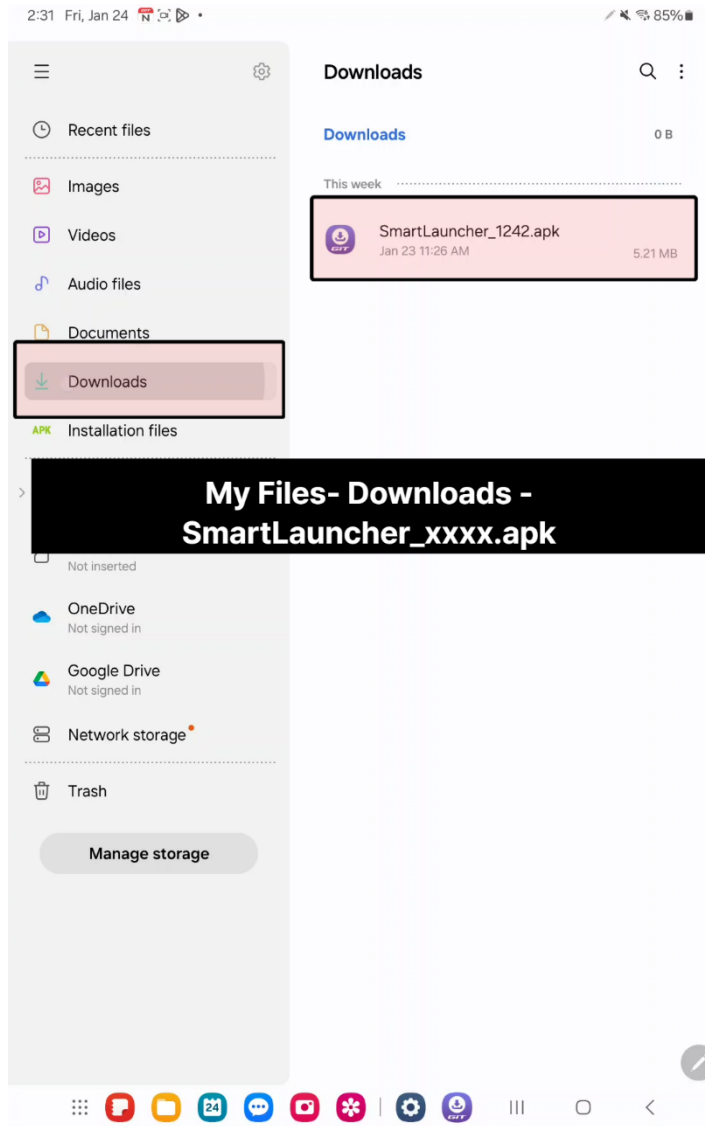 2:31 Fri, Jan 24
85%
Downloads
Recent files
Downloads
0 B
This week
Images
SmartLauncher_1242.apk
Jan 23 11:26 AM
5.21 MB
GIT
Videos
Audio files
Documents
Downloads
APK
Installation files
My Files- Downloads -
SmartLauncher_xxxx.apk
Not inserted
OneDrive
Not signed in
Google Drive
Not signed in
Network storage
Trash
Manage storage
24
GIT